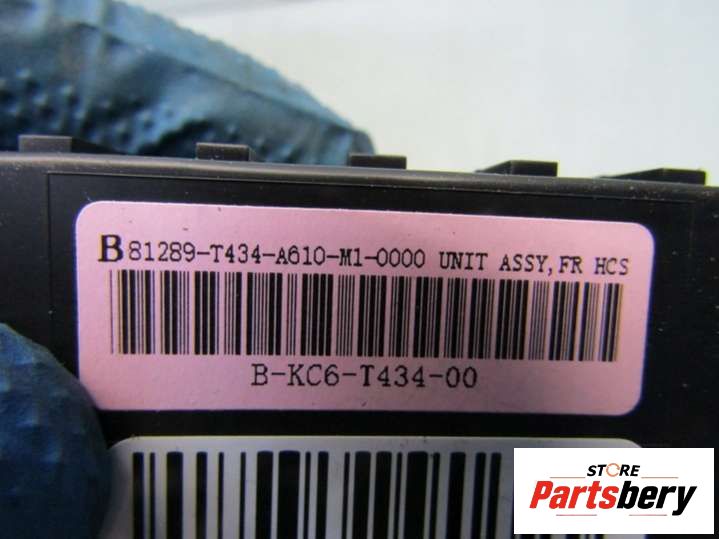 B 81289-T434-A610-M1-0000 UNIT ASSY, FR HCS
B-KC6-T434-00
STORE
Partsbery